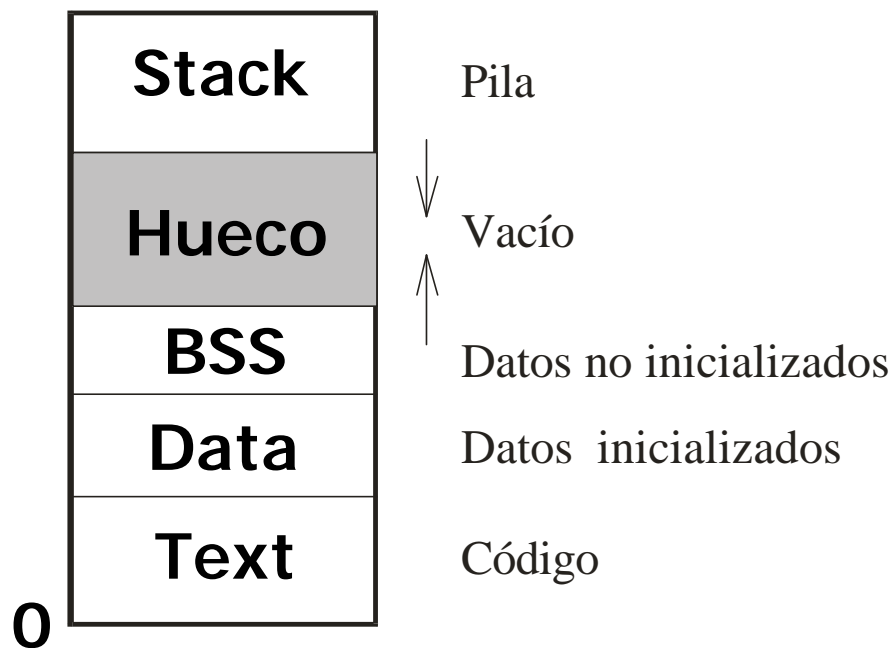 Stack Pila
Hueco Vacío
BSS Datos no inicializados
Data Datos inicializados
Text Código
0